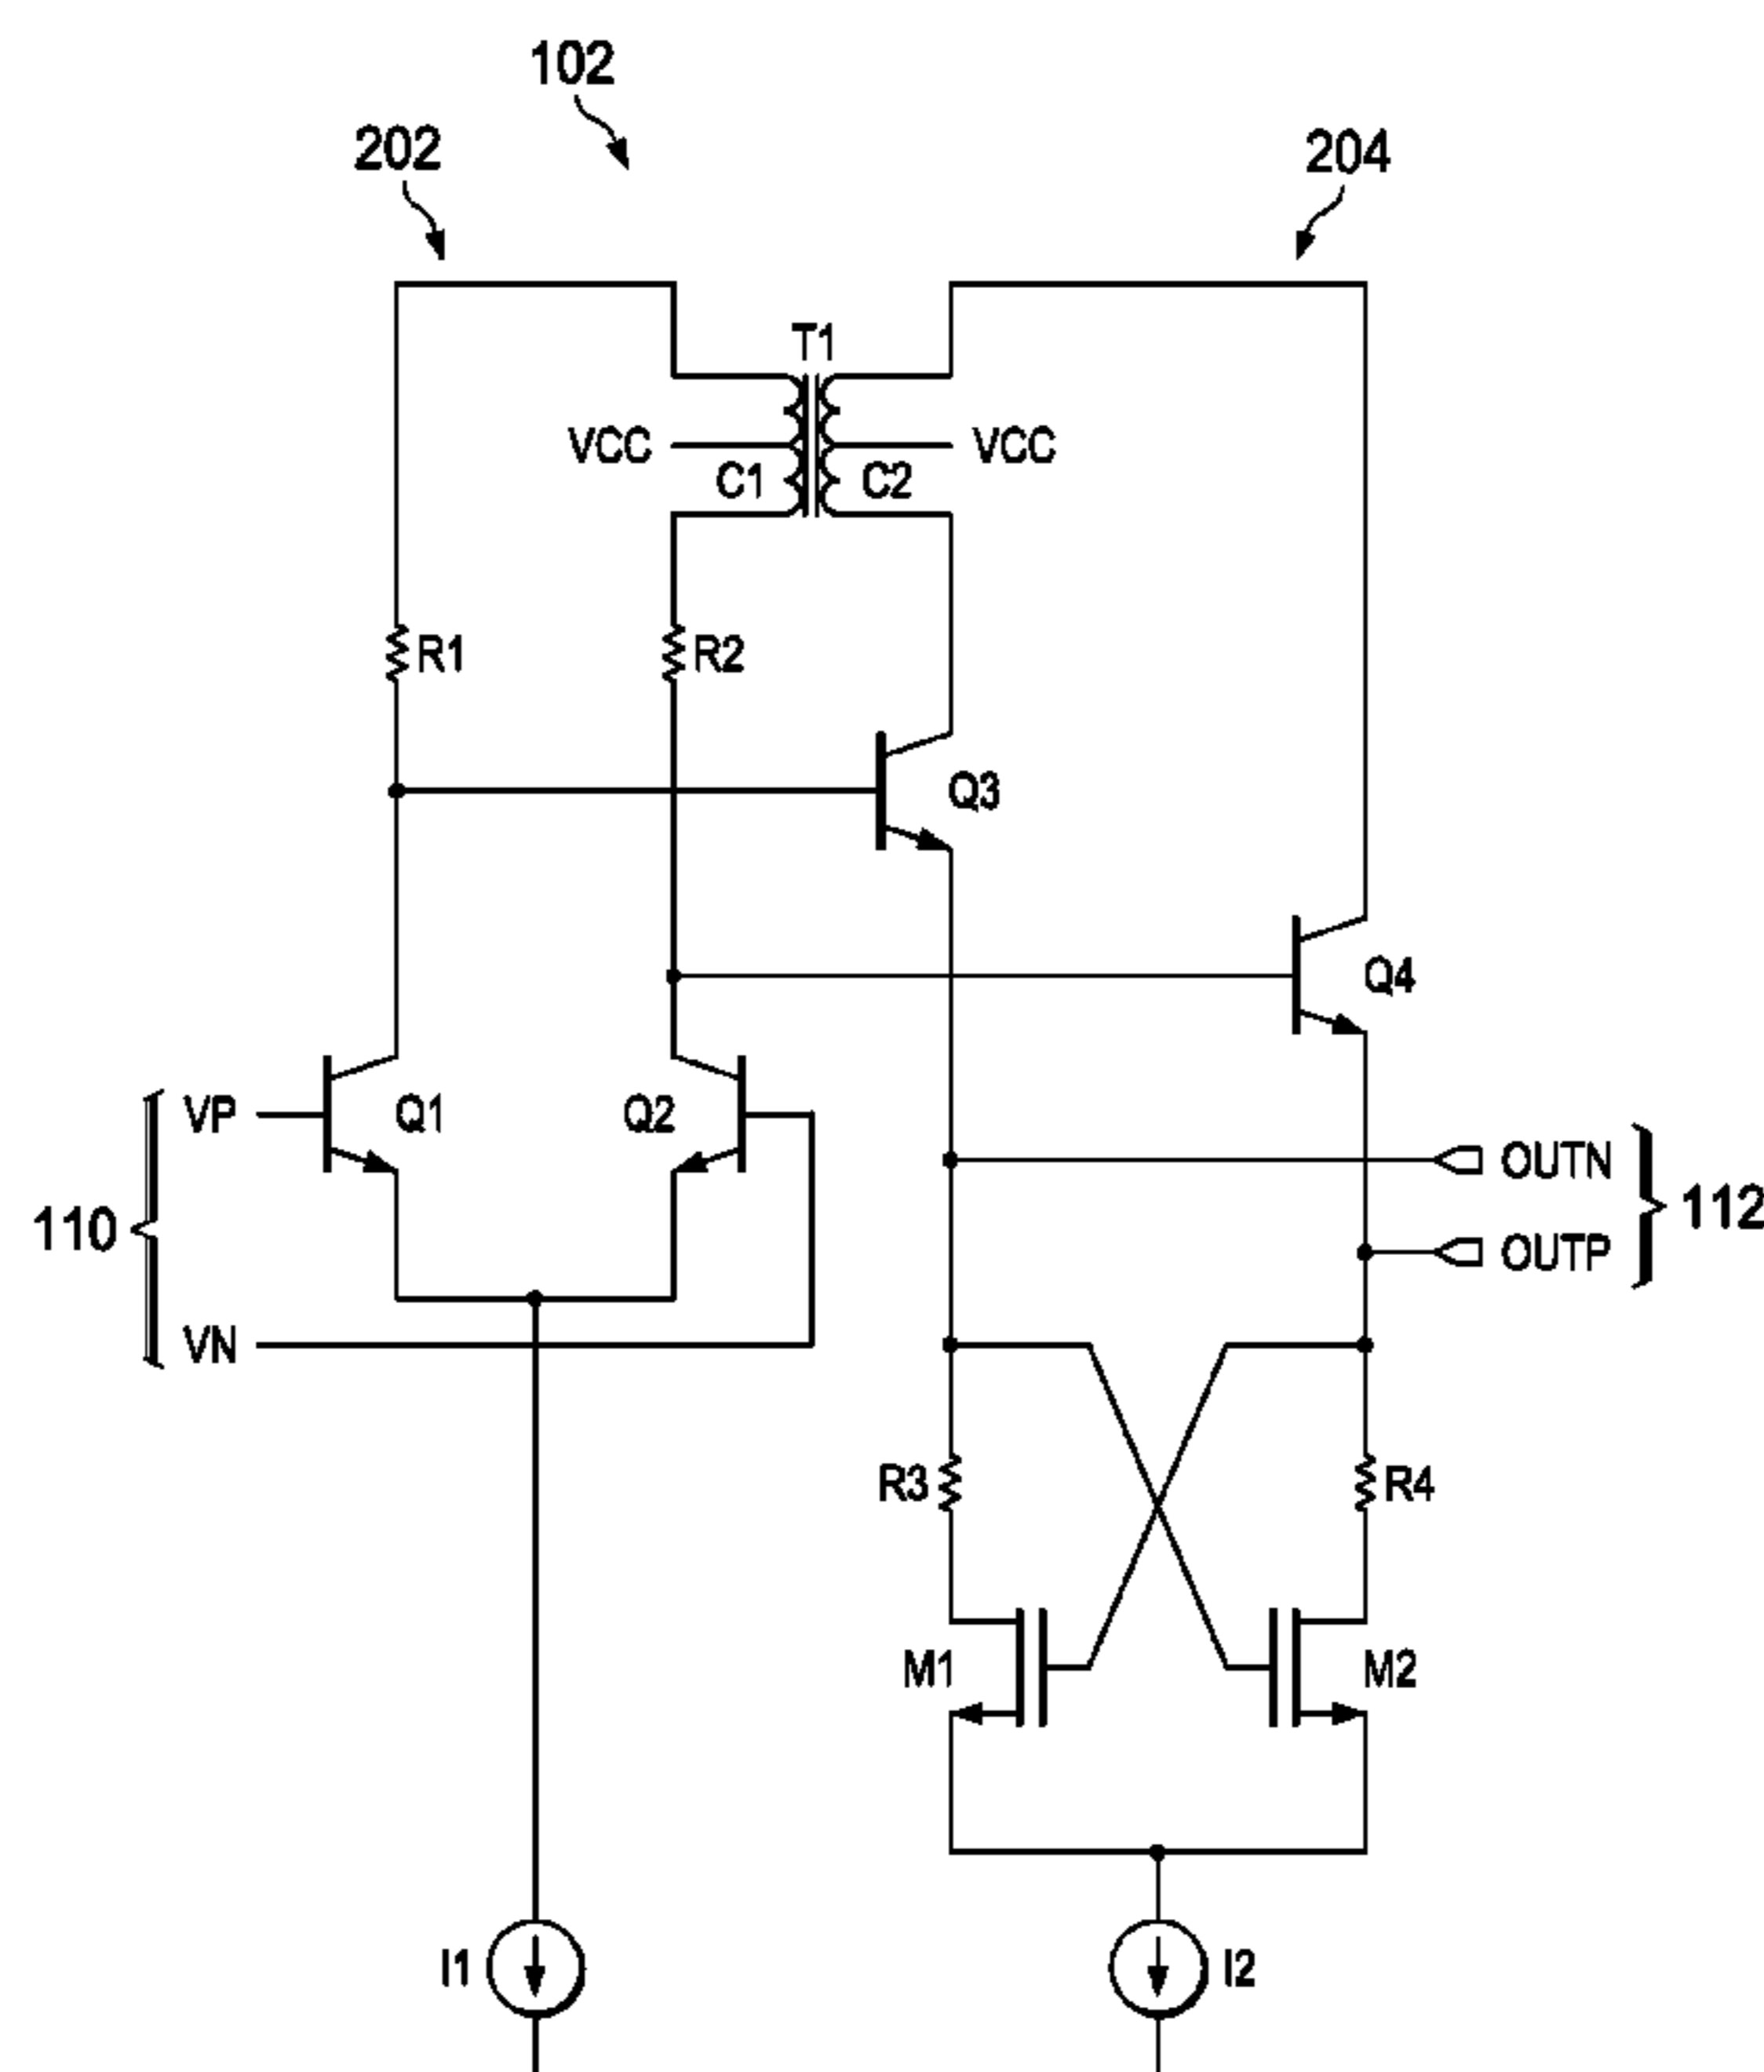 102
202
204
T1
VCC
VCC
C1
C2
R1
R2
Q3
Q4
VP
Q1
Q2
OUTN
110
112
OUTP
VN
R3
R4
M1
M2
I1
I2